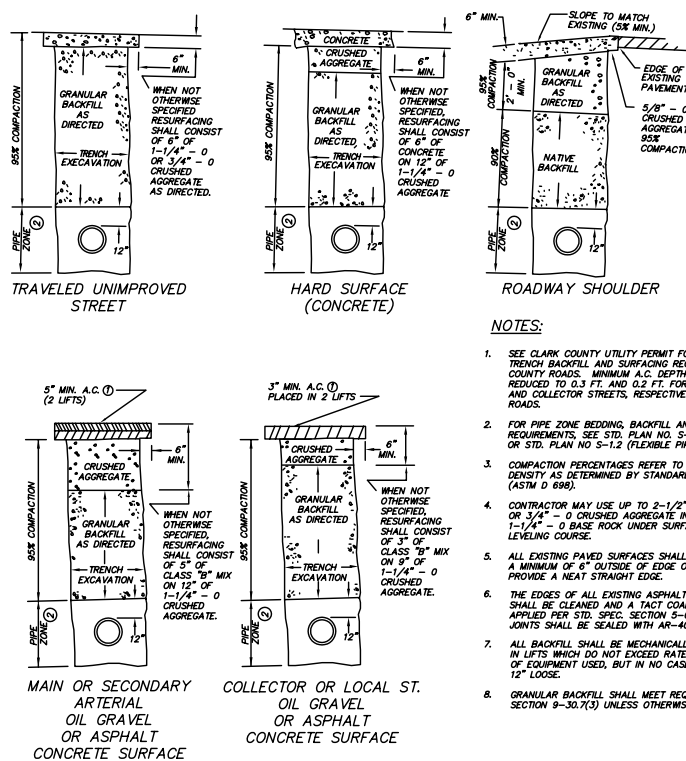 6"
MIN.
95% COMPACTION
GRANULAR
BACKFILL
AS
DIRECTED
TRENCH
EXECAVATION
WHEN NOT
OTHERWISE
SPECIFIED
RESURFACING
SHALL CONSIST
OF 6" OF
1-1/4" - 0
OR 3/4" - 0
CRUSHED
AGGREGATE
AS DIRECTED.
PIPE
ZONE
2
12"
TRAVELED UNIMPROVED
STREET
CONCRETE
CRUSHED
AGGREGATE
6"
MIN.
95% COMPACTION
GRANULAR
BACKFILL
AS
DIRECTED
TRENCH
EXECAVATION
WHEN NOT
OTHERWISE
SPECIFIED,
RESURFACING
SHALL CONSIST
OF 6" OF
CONCRETE
ON 12" OF
1-1/4" - 0
CRUSHED
AGGREGATE
PIPE
ZONE
2
12"
HARD SURFACE
(CONCRETE)
6" MIN.
SLOPE TO MATCH
EXISTING (5% MIN.)
95%
COMPACTION
2' - 0"
MIN.
GRANULAR
BACKFILL
AS
DIRECTED
EDGE OF
EXISTING
PAVEMENT
5/8" - 0
CRUSHED
AGGREGATE
95%
90%
COMPACTION
NATIVE
BACKFILL
PIPE
ZONE
2
12"
ROADWAY SHOULDER
5" MIN. A.C. 1
(2 LIFTS)
6"
MIN.
CRUSHED
AGGREGATE
95% COMPACTION
GRANULAR
BACKFILL
AS DIRECTED
TRENCH
EXCAVATION
WHEN NOT
OTHERWISE
SPECIFIED,
RESURFACING
SHALL CONSIST
OF 5" OF
CLASS "B" MIX
ON 12" OF
1-1/4" - 0
CRUSHED
AGGREGATE.
PIPE
ZONE
2
12"
MAIN OR SECONDARY
ARTERIAL
OIL GRAVEL
OR ASPHALT
CONCRETE SURFACE
3" MIN. A.C. 1
PLACED IN 2 LIFTS
6"
MIN.
CRUSHED
AGGREGATE
95% COMPACTION
GRANULAR
BACKFILL
AS DIRECTED
TRENCH
EXCAVATION
WHEN NOT
OTHERWISE
SPECIFIED,
RESURFACING
SHALL CONSIST
OF 3" OF
CLASS "B" MIX
ON 9" OF
1-1/4" - 0
CRUSHED
AGGREGATE.
PIPE
ZONE
2
12"
COLLECTOR OR LOCAL ST.
OIL GRAVEL
OR ASPHALT
CONCRETE SURFACE
NOTES:
1. SEE CLARK COUNTY UTILITY PERMIT
TRENCH BACKFILL AND SURFACING
COUNTY ROADS. MINIMUM A.C. DEPTH
REDUCED TO 0.3 FT. AND 0.2 FT. FOR
AND COLLECTOR STREETS,
ROADS.
2. FOR PIPE ZONE BEDDING, BACKFILL
REQUIREMENTS, SEE STD. PLAN NO.
OR STD. PLAN NO S-1.2 (FLEXIBLE
3. COMPACTION PERCENTAGES REFER TO
DENSITY AS DETERMINED BY
(ASTM D 698).
4. CONTRACTOR MAY USE UP TO 2-1/2"
OR 3/4" - 0 CRUSHED AGGREGATE
1-1/4" - 0 BASE ROCK UNDER
LEVELING COURSE.
5. ALL EXISTING PAVED SURFACES SHALL
A MINIMUM OF 6" OUTSIDE OF EDGE
PROVIDE A NEAT STRAIGHT EDGE.
6. THE EDGES OF ALL EXISTING ASPHALT
SHALL BE CLEANED AND A TACT
APPLIED PER STD. SPEC. SECTION
JOINTS SHALL BE SEALED WITH
7. ALL BACKFILL SHALL BE
IN LIFTS WHICH DO NOT EXCEED
OF EQUIPMENT USED, BUT IN NO
12" LOOSE.
8. GRANULAR BACKFILL SHALL MEET
SECTION 9-30.7(3) UNLESS